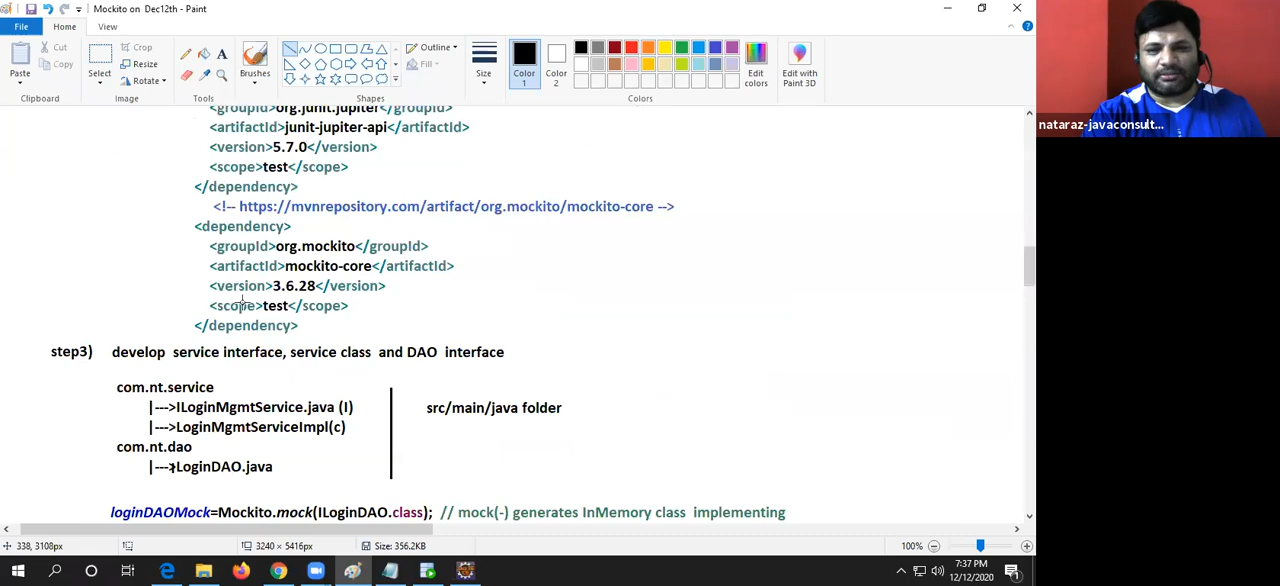 Mockito on Dec12th - Paint
File
Home
View
Paste
Cut
Copy
Clipboard
Select
Crop
Resize
Rotate
Image
Tools
Brushes
Shapes
Outline
Fill
Size
Color 1
Color 2
Edit colors
Edit with Paint 3D
Colors
<groupId>org.junit.jupiter</groupId>
<artifactId>junit-jupiter-api</artifactId>
<version>5.7.0</version>
<scope>test</scope>
</dependency>
<!-- https://mvnrepository.com/artifact/org.mockito/mockito-core -->
<dependency>
<groupId>org.mockito</groupId>
<artifactId>mockito-core</artifactId>
<version>3.6.28</version>
<scope>test</scope>
</dependency>
step3) develop service interface, service class and DAO interface
com.nt.service
|--->ILoginMgmtService.java (I)
|--->LoginMgmtServiceImpl(c)
src/main/java folder
com.nt.dao
|--->ILoginDAO.java
loginDAOMock=Mockito.mock(ILoginDAO.class); // mock(-) generates InMemory class implementing
338, 3108px
3240 × 5416px
Size: 356.2KB
100%
7:37 PM
12/12/2020
nataraz-javaconsult...